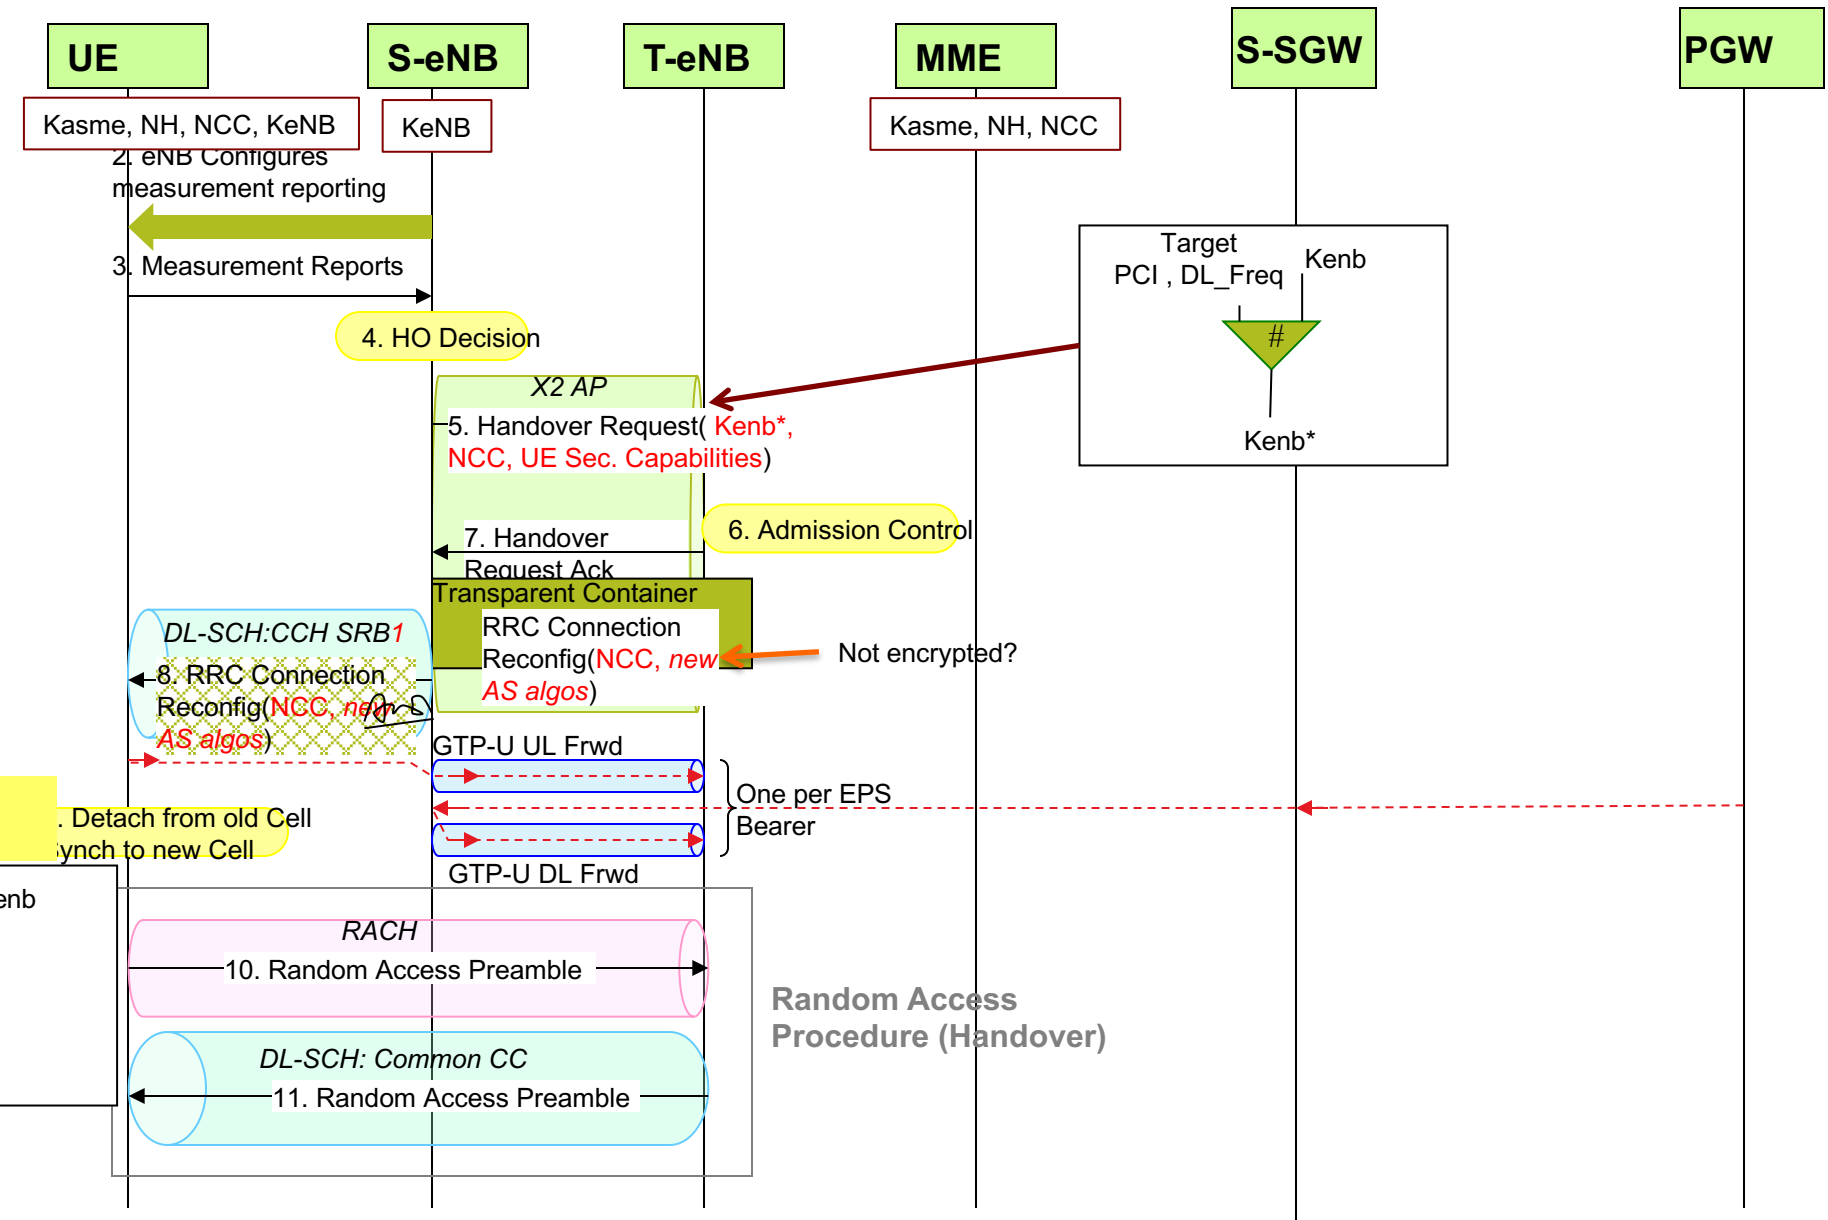 UE
S-eNB
T-eNB
MME
S-SGW
PGW
Kasme, NH, NCC, KeNB
KeNB
Kasme, NH, NCC
2. eNB Configures
measurement reporting
3. Measurement Reports
Target
PCI , DL_Freq
Kenb
#
Kenb*
4. HO Decision
X2 AP
5. Handover Request( Kenb*,
NCC, UE Sec. Capabilities)
6. Admission Control
7. Handover
Request Ack
Transparent Container
RRC Connection
Reconfig(NCC, new
AS algos)
Not encrypted?
DL-SCH:CCH SRB1
8. RRC Connection
Reconfig(NCC, new
AS algos)
GTP-U UL Frwd
One per EPS
Bearer
. Detach from old Cell
ynch to new Cell
GTP-U DL Frwd
enb
RACH
10. Random Access Preamble
Random Access
Procedure (Handover)
DL-SCH: Common CC
11. Random Access Preamble